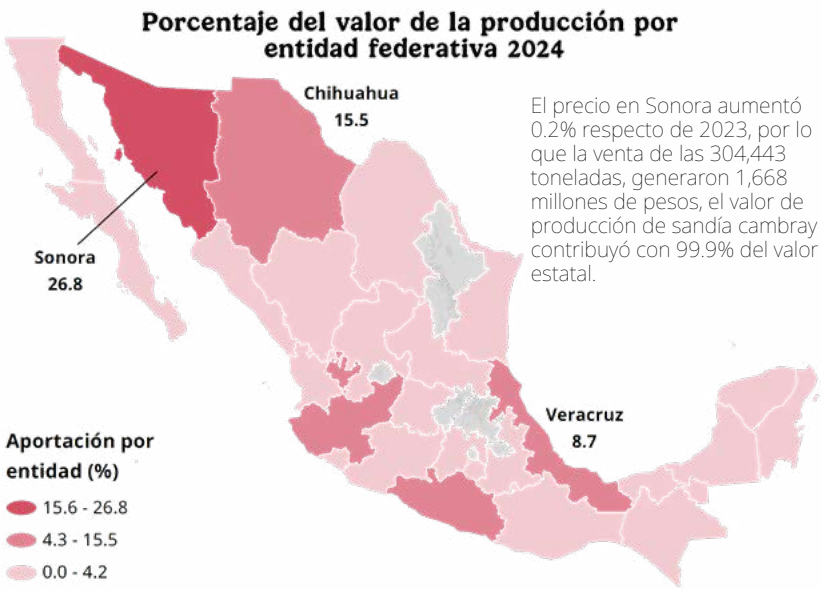 Porcentaje del valor de la producción por
entidad federativa 2024
Chihuahua
15.5
El precio en Sonora aumentó
0.2% respecto de 2023, por lo
que la venta de las 304,443
toneladas, generaron 1,668
millones de pesos, el valor de
producción de sandía cambray
contribuyó con 99.9% del valor
estatal.
Sonora
26.8
Veracruz
8.7
Aportación por
entidad (%)
15.6 - 26.8
4.3 - 15.5
0.0 - 4.2